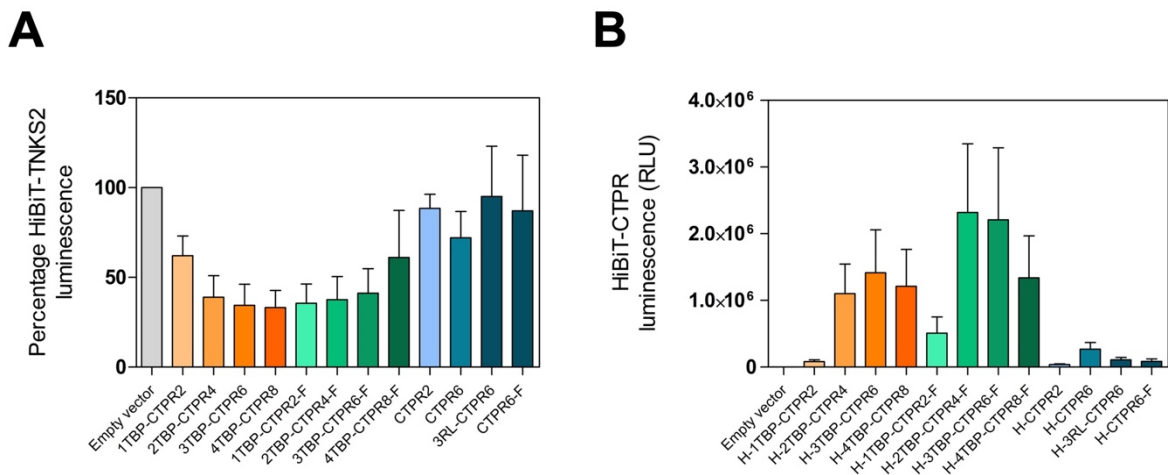 A
Percentage HiBiT-TNKS2
luminescence
150
100
50
0
Empty vector
1TBP-CTPR2
2TBP-CTPR4
3TBP-CTPR6
4TBP-CTPR8
1TBP-CTPR2-F
2TBP-CTPR4-F
3TBP-CTPR6-F
4TBP-CTPR8-F
CTPR2
CTPR6
3RL-CTPR6
CTPR6-F
B
HiBiT-CTPR
luminescence (RLU)
4.0×10⁶
3.0×10⁶
2.0×10⁶
1.0×10⁶
0
Empty vector
H-1TBP-CTPR2
H-2TBP-CTPR4
H-3TBP-CTPR6
H-4TBP-CTPR8
H-1TBP-CTPR2-F
H-2TBP-CTPR4-F
H-3TBP-CTPR6-F
H-4TBP-CTPR8-F
H-CTPR2
H-CTPR6
H-3RL-CTPR6
H-CTPR6-F